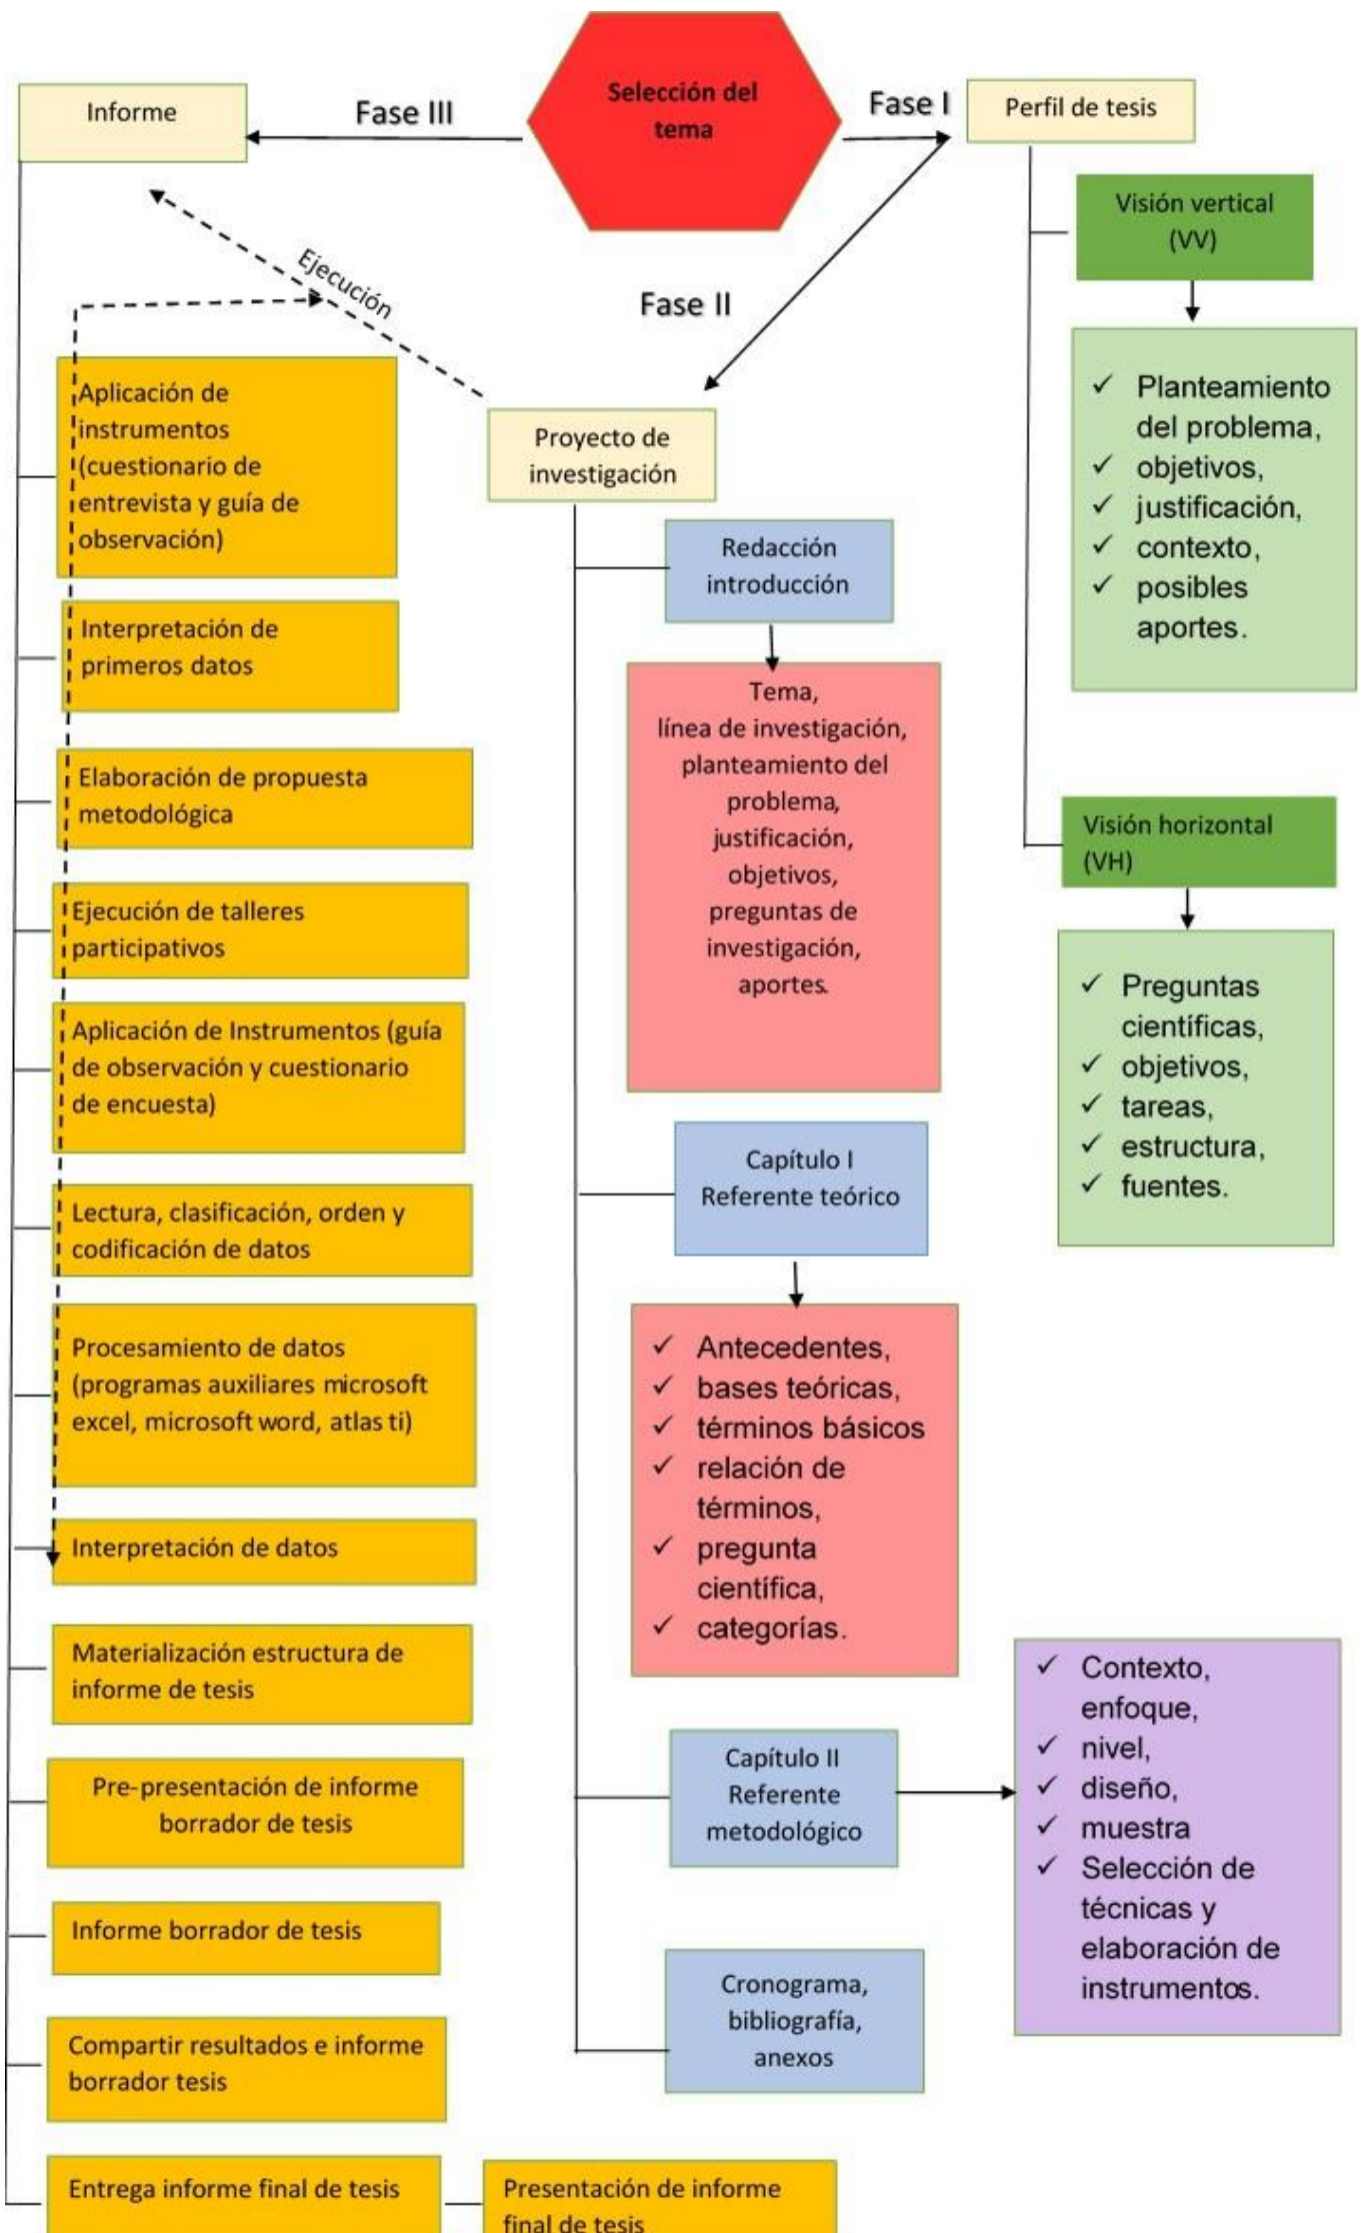 Selección del
tema
Fase I
Perfil de tesis
Visión vertical
(VV)
✓ Planteamiento
del problema,
✓ objetivos,
✓ justificación,
✓ contexto,
✓ posibles
aportes.
Visión horizontal
(VH)
✓ Preguntas
científicas,
✓ objetivos,
✓ tareas,
✓ estructura,
✓ fuentes.
Fase II
Proyecto de
investigación
Redacción
introducción
Tema,
línea de investigación,
planteamiento del
problema,
justificación,
objetivos,
preguntas de
investigación,
aportes.
Capítulo I
Referente teórico
✓ Antecedentes,
✓ bases teóricas,
✓ términos básicos
✓ relación de
términos,
✓ pregunta
científica,
✓ categorías.
Capítulo II
Referente
metodológico
✓ Contexto,
enfoque,
✓ nivel,
✓ diseño,
✓ muestra
✓ Selección de
técnicas y
elaboración de
instrumentos.
Cronograma,
bibliografía,
anexos
Ejecución
Fase III
Informe
Aplicación de
instrumentos
(cuestionario de
entrevista y guía de
observación)
Interpretación de
primeros datos
Elaboración de propuesta
metodológica
Ejecución de talleres
participativos
Aplicación de Instrumentos (guía
de observación y cuestionario
de encuesta)
Lectura, clasificación, orden y
codificación de datos
Procesamiento de datos
(programas auxiliares microsoft
excel, microsoft word, atlas ti)
Interpretación de datos
Materialización estructura de
informe de tesis
Pre-presentación de informe
borrador de tesis
Informe borrador de tesis
Compartir resultados e informe
borrador tesis
Entrega informe final de tesis
Presentación de informe
final de tesis